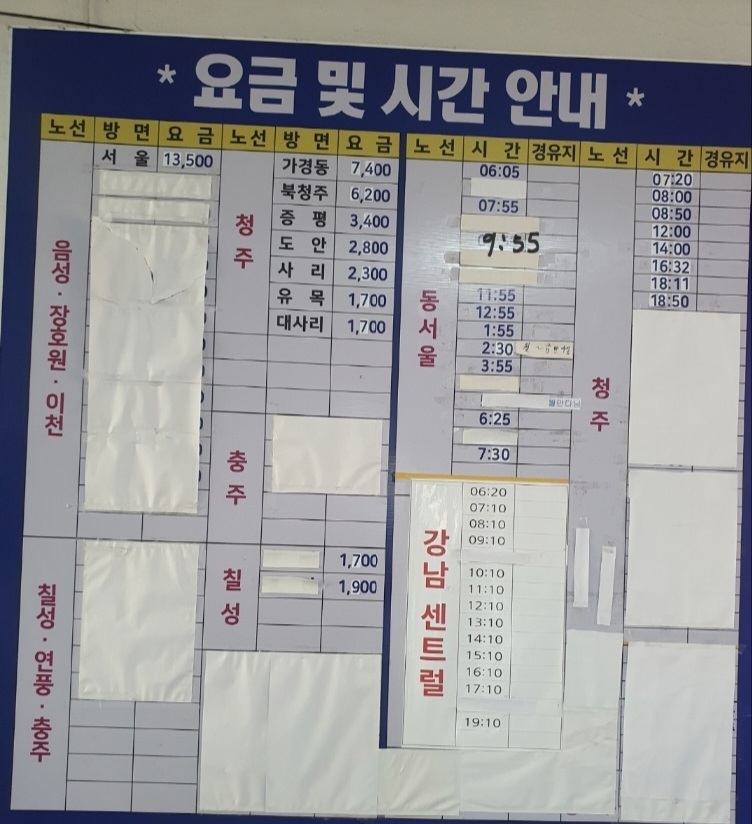 * 요금 및 시간 안내 *
노선 방면 요금 노선 방면 요금 노선 시간 경유지 노선 시간 경유지
음성·장호원·이천
서울 13,500
칠성·연풍·충주
청주
가경동 7,400
북청주 6,200
증평 3,400
도안 2,800
사리 2,300
유목 1,700
대사리 1,700
충주
칠성
1,700
1,900
동서울
06:05
07:55
9:55
11:55
12:55
1:55
2:30
3:55
6:25
7:30
강남센트럴
06:20
07:10
08:10
09:10
10:10
11:10
12:10
13:10
14:10
15:10
16:10
17:10
19:10
청주
07:20
08:00
08:50
12:00
14:00
16:32
18:11
18:50